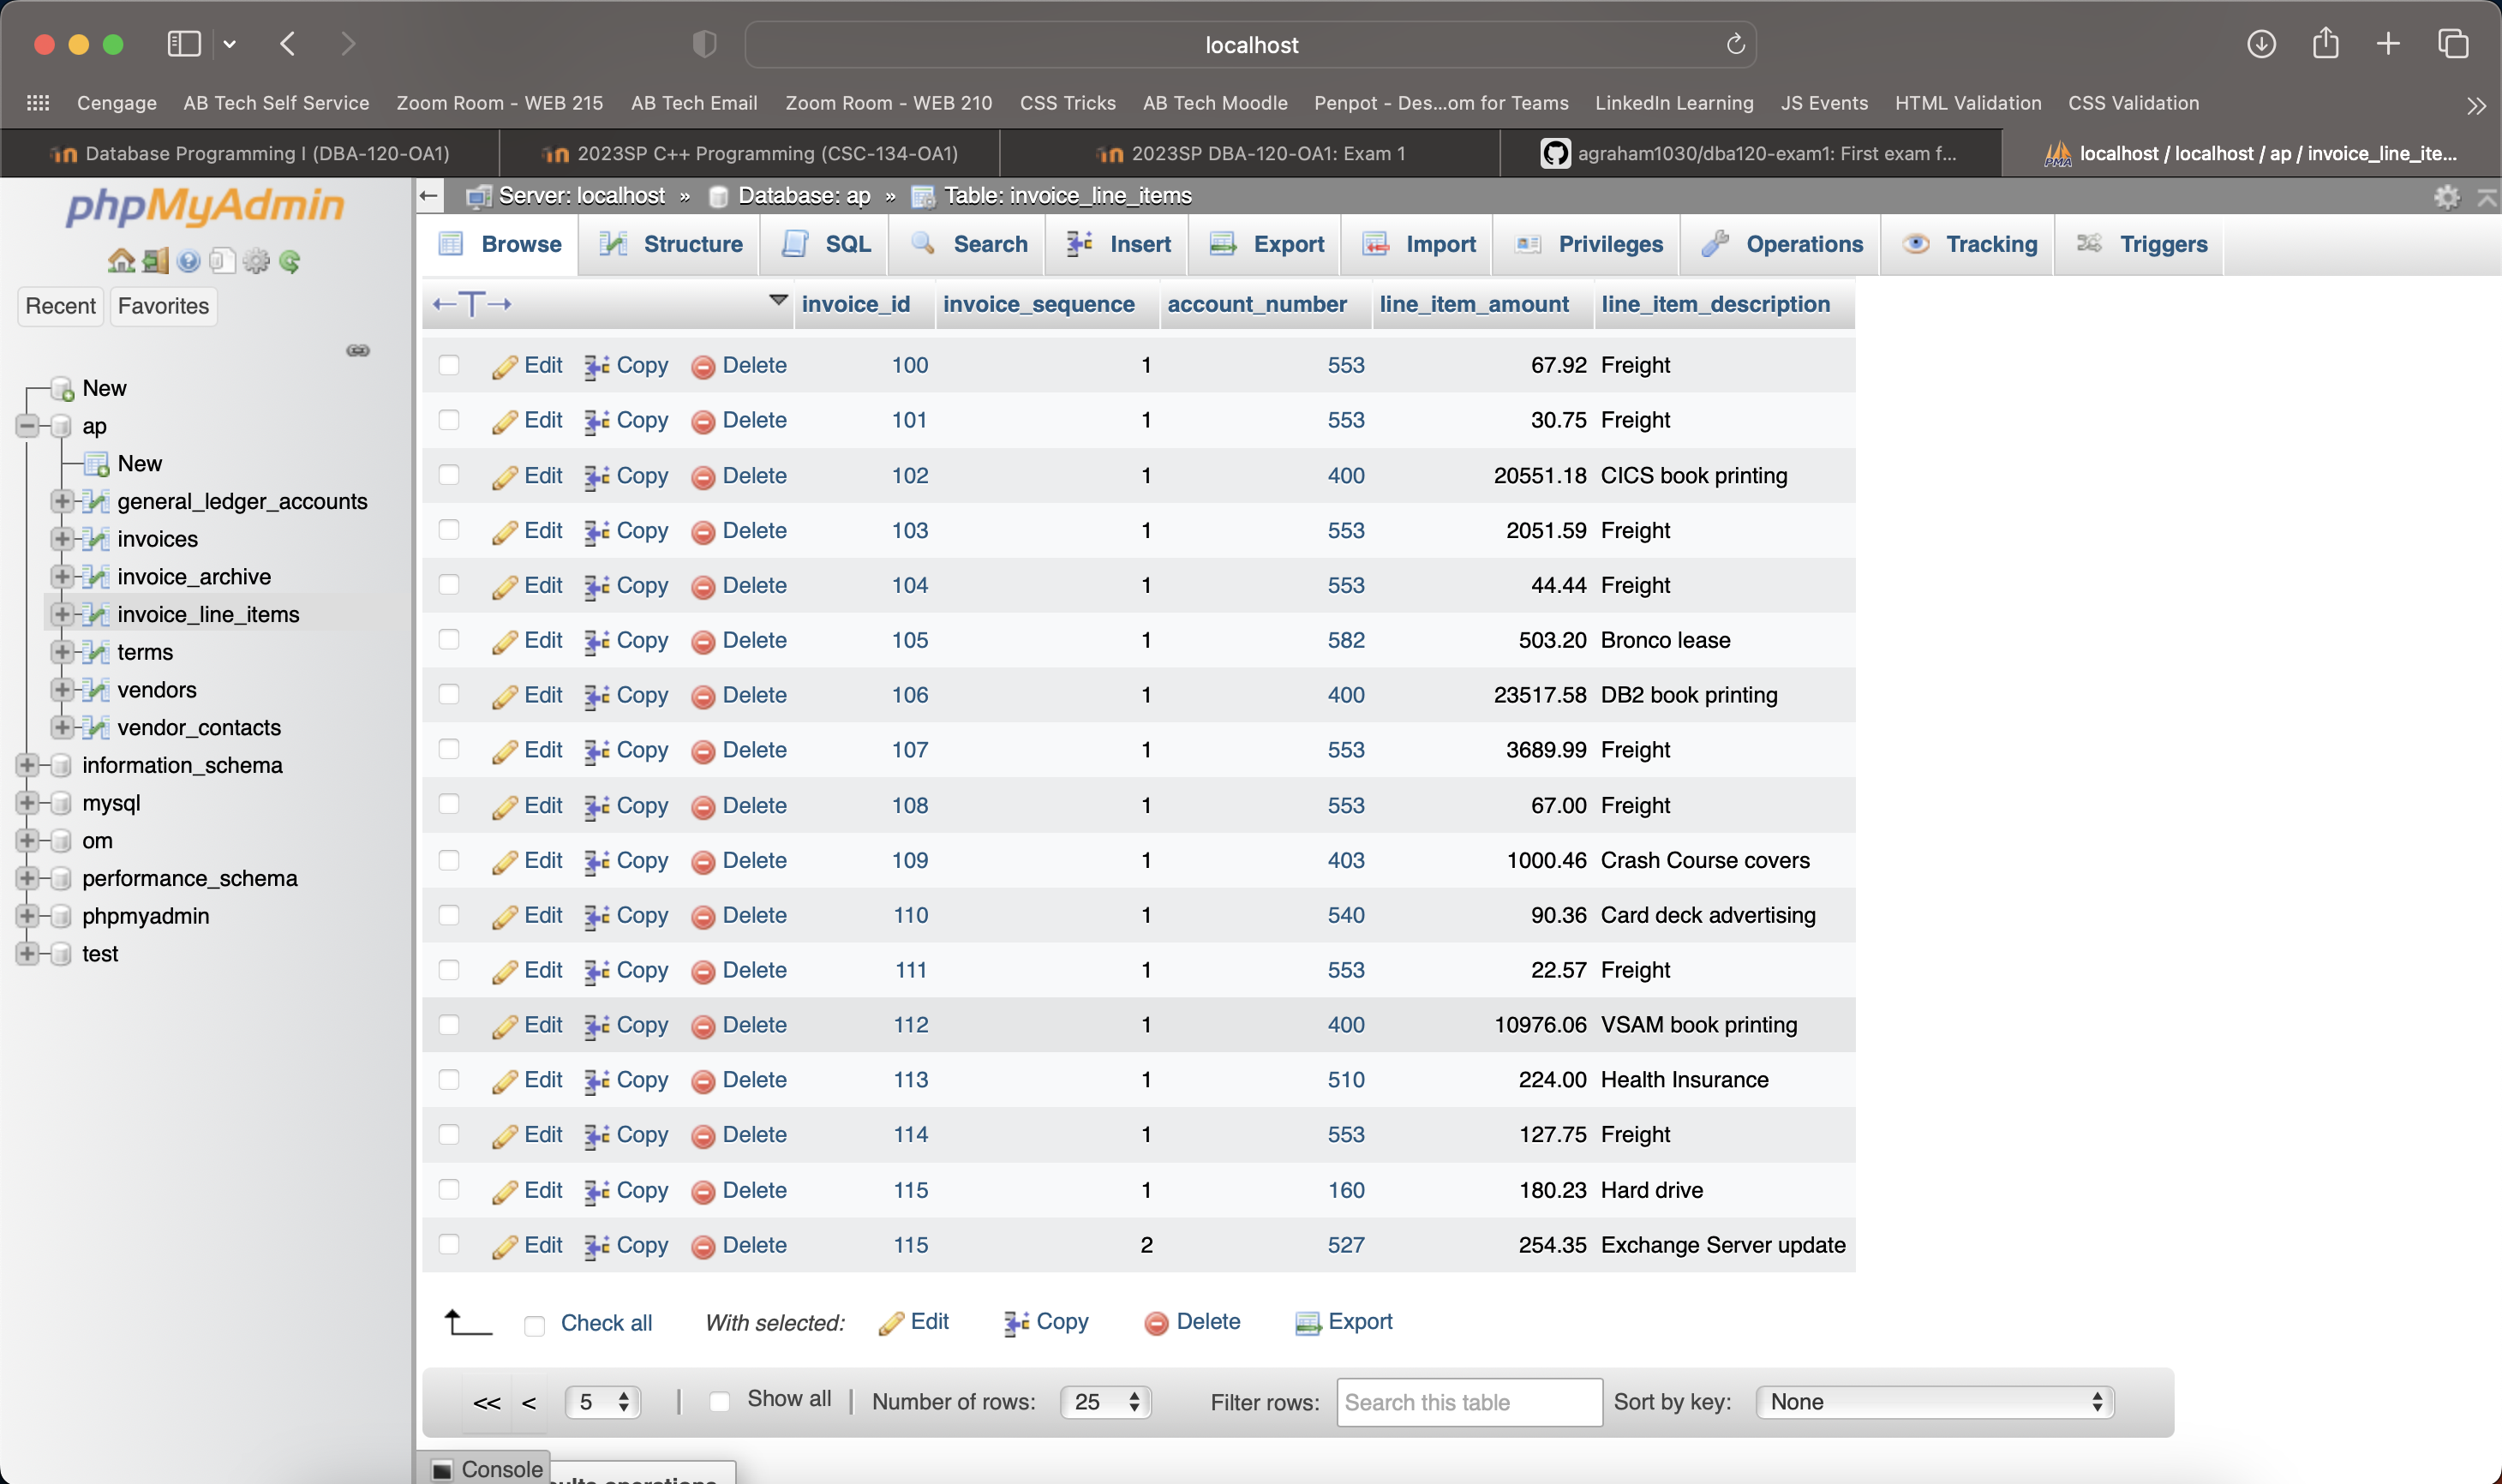 localhost
Cengage AB Tech Self Service Zoom Room - WEB 215 AB Tech Email Zoom Room - WEB 210 CSS Tricks AB Tech Moodle Penpot - Des...om for Teams LinkedIn Learning JS Events HTML Validation CSS Validation
Database Programming I (DBA-120-OA1) 2023SP C++ Programming (CSC-134-OA1) 2023SP DBA-120-OA1: Exam 1 agraham1030/dba120-exam1: First exam f... localhost / localhost / ap / invoice_line_ite...
phpMyAdmin
Recent Favorites
New
ap
New
general_ledger_accounts
invoices
invoice_archive
invoice_line_items
terms
vendors
vendor_contacts
information_schema
mysql
om
performance_schema
phpmyadmin
test
Server: localhost » Database: ap » Table: invoice_line_items
Browse Structure SQL Search Insert Export Import Privileges Operations Tracking Triggers
←T→ invoice_id invoice_sequence account_number line_item_amount line_item_description
Edit Copy Delete 100 1 553 67.92 Freight
Edit Copy Delete 101 1 553 30.75 Freight
Edit Copy Delete 102 1 400 20551.18 CICS book printing
Edit Copy Delete 103 1 553 2051.59 Freight
Edit Copy Delete 104 1 553 44.44 Freight
Edit Copy Delete 105 1 582 503.20 Bronco lease
Edit Copy Delete 106 1 400 23517.58 DB2 book printing
Edit Copy Delete 107 1 553 3689.99 Freight
Edit Copy Delete 108 1 553 67.00 Freight
Edit Copy Delete 109 1 403 1000.46 Crash Course covers
Edit Copy Delete 110 1 540 90.36 Card deck advertising
Edit Copy Delete 111 1 553 22.57 Freight
Edit Copy Delete 112 1 400 10976.06 VSAM book printing
Edit Copy Delete 113 1 510 224.00 Health Insurance
Edit Copy Delete 114 1 553 127.75 Freight
Edit Copy Delete 115 1 160 180.23 Hard drive
Edit Copy Delete 115 2 527 254.35 Exchange Server update
Check all With selected: Edit Copy Delete Export
<< < 5 | Show all | Number of rows: 25 Filter rows: Search this table Sort by key: None
Console